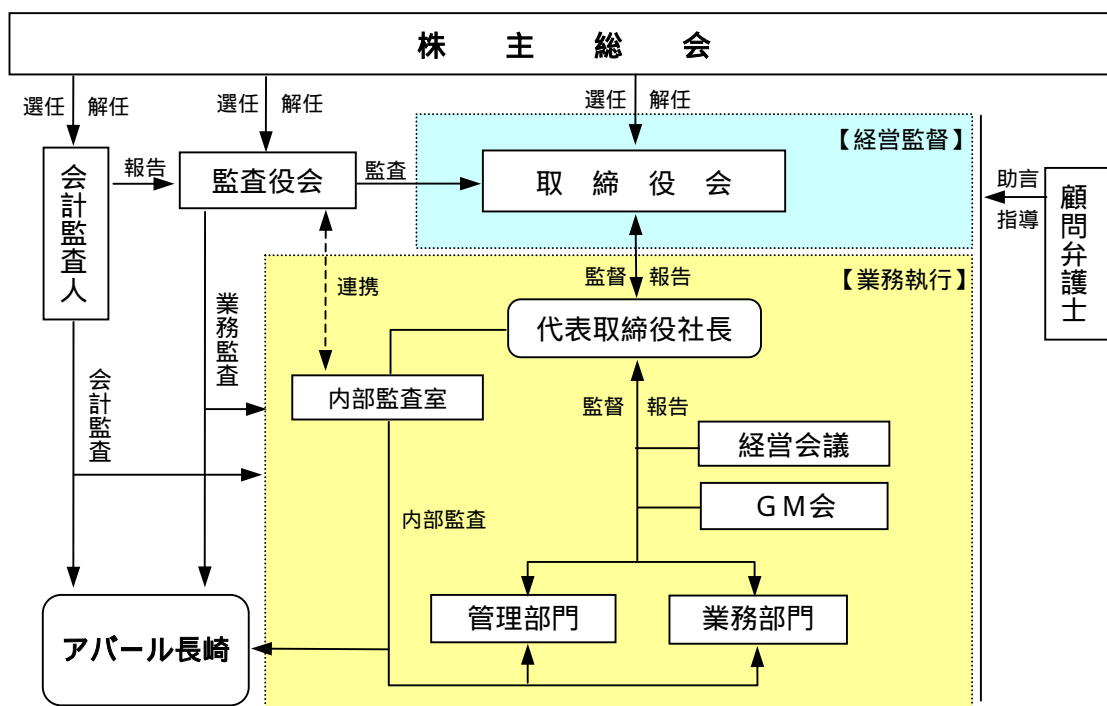 株 主 総 会
選任 解任
選任 解任
選任 解任
【経営監督】
会計監査人
報告
監査役会
監査
取 締 役 会
助言
指導
顧問弁護士
連携
監督 報告
【業務執行】
代表取締役社長
業務監査
内部監査室
会計監査
監督 報告
経営会議
GM会
内部監査
管理部門
業務部門
アバール長崎